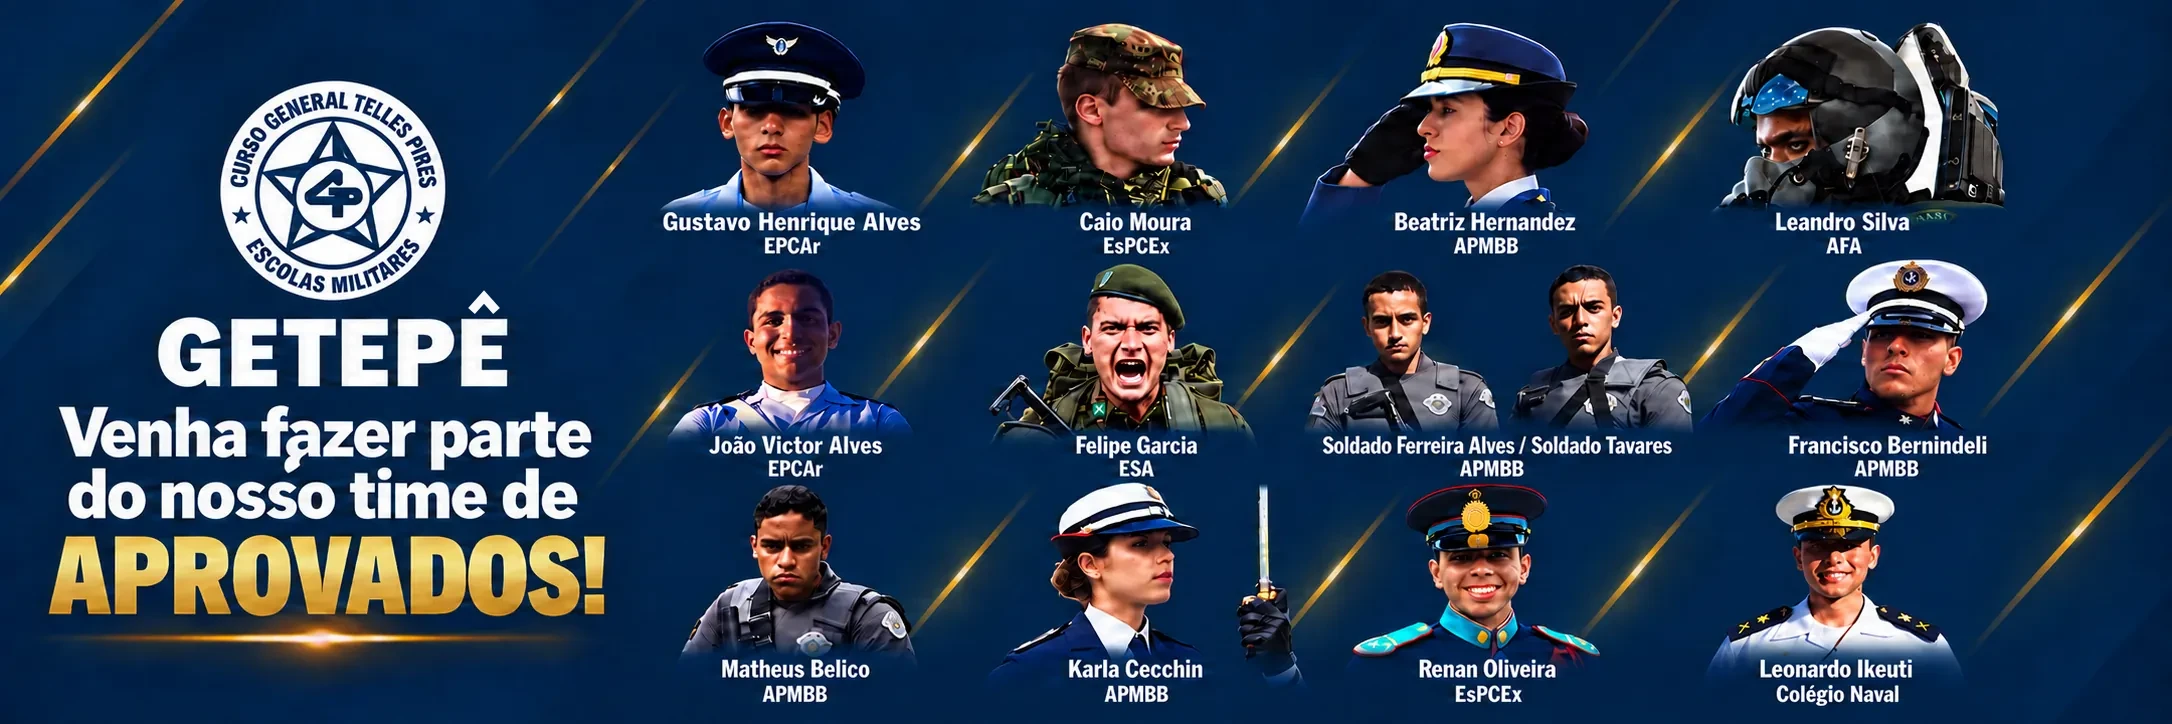 CURSO GENERAL TELLES PIRES
ESCOLAS MILITARES
GETEPÊ
Venha fazer parte
do nosso time de
APROVADOS!
Gustavo Henrique Alves
EPCAr
Caio Moura
EsPCEx
Beatriz Hernandez
APMBB
Leandro Silva
AFA
João Victor Alves
EPCAr
Felipe Garcia
ESA
Soldado Ferreira Alves / Soldado Tavares
APMBB
Francisco Bernindeli
APMBB
Matheus Belico
APMBB
Karla Cecchin
APMBB
Renan Oliveira
EsPCEx
Leonardo Ikeuti
Colégio Naval